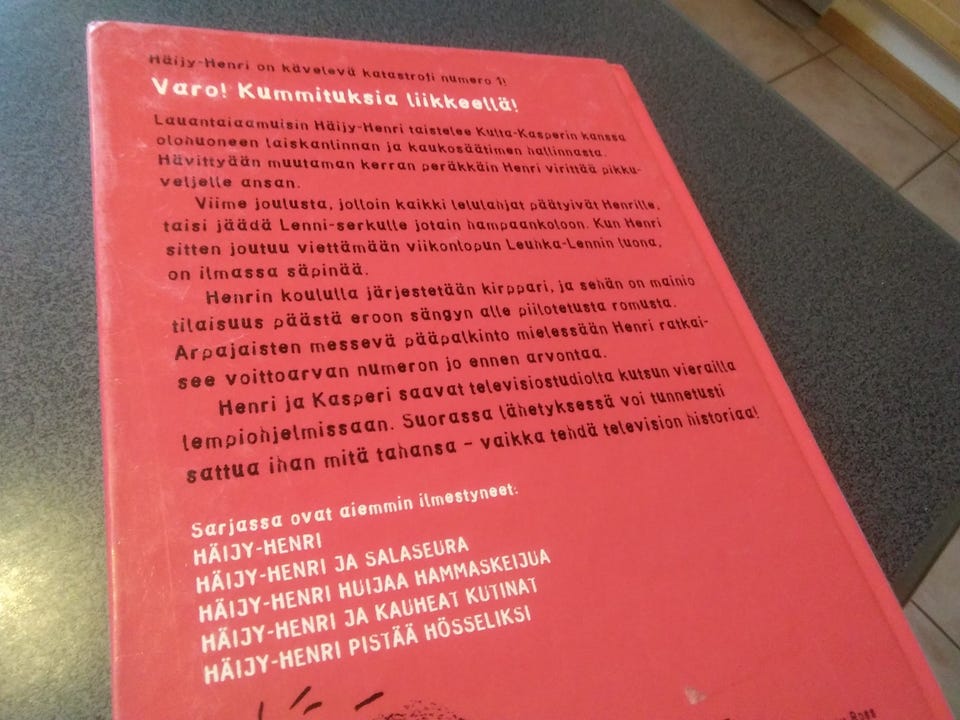 Häijy-Henri on kävelevä katastrofi numero 1!
Varo! Kummituksia liikkeellä!
Lauantaiaamuisin Häijy-Henri taistelee Kulta-Kasperin kanssa
olohuoneen laiskanlinnan ja kaukosäätimen hallinnasta.
Hävittyään muutaman kerran peräkkäin Henri virittää pikku-
veljelle ansan.
Viime joulusta, jolloin kaikki lelulahjat päätyivät Henrille,
taisi jäädä Lenni-serkulle jotain hampaankoloon. Kun Henri
sitten joutuu viettämään viikonlopun Leuhka-Lennin luona,
on ilmassa säpinää.
Henrin koululla järjestetään kirppari, ja sehän on mainio
tilaisuus päästä eroon sängyn alle piilotetusta romusta.
Arpajaisten messevä pääpalkinto mielessään Henri ratkai-
see voittoarvan numeron jo ennen arvontaa.
Henri ja Kasperi saavat televisiostudiolta kutsun vierailla
lempiohjelmissaan. Suorassa lähetyksessä voi tunnetusti
sattua ihan mitä tahansa – vaikka tehdä television historiaa!
Sarjassa ovat aiemmin ilmestyneet:
HÄIJY-HENRI
HÄIJY-HENRI JA SALASEURA
HÄIJY-HENRI HUIJAA HAMMASKEIJUA
HÄIJY-HENRI JA KAUHEAT KUTINAT
HÄIJY-HENRI PISTÄÄ HÖSSELIKSI
Ross